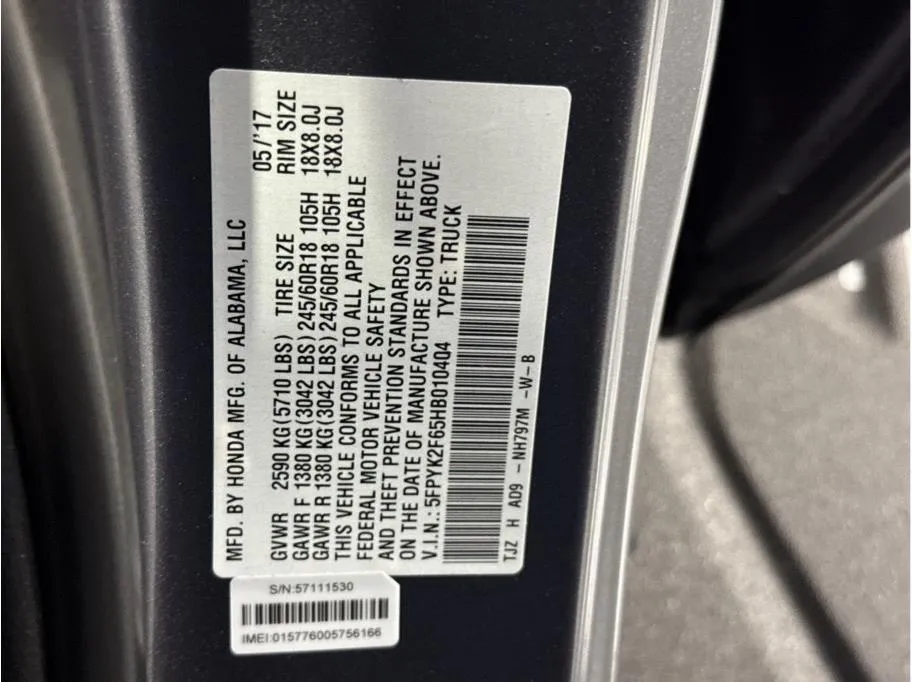 MFD. BY HONDA MFG. OF ALABAMA, LLC 05/'17
GVWR 2590 KG(5710 LBS) TIRE SIZE RIM SIZE
GAWR F 1380 KG(3042 LBS) 245/60R18 105H 18X8.0J
GAWR R 1380 KG(3042 LBS) 245/60R18 105H 18X8.0J
THIS VEHICLE CONFORMS TO ALL APPLICABLE
FEDERAL MOTOR VEHICLE SAFETY
AND THEFT PREVENTION STANDARDS IN EFFECT
ON THE DATE OF MANUFACTURE SHOWN ABOVE.
V.I.N.: 5FPYK2F65HB010404 TYPE: TRUCK
TJZ H AD9 -NH797M -W-B
S/N:57111530
IMEI:015776005756166